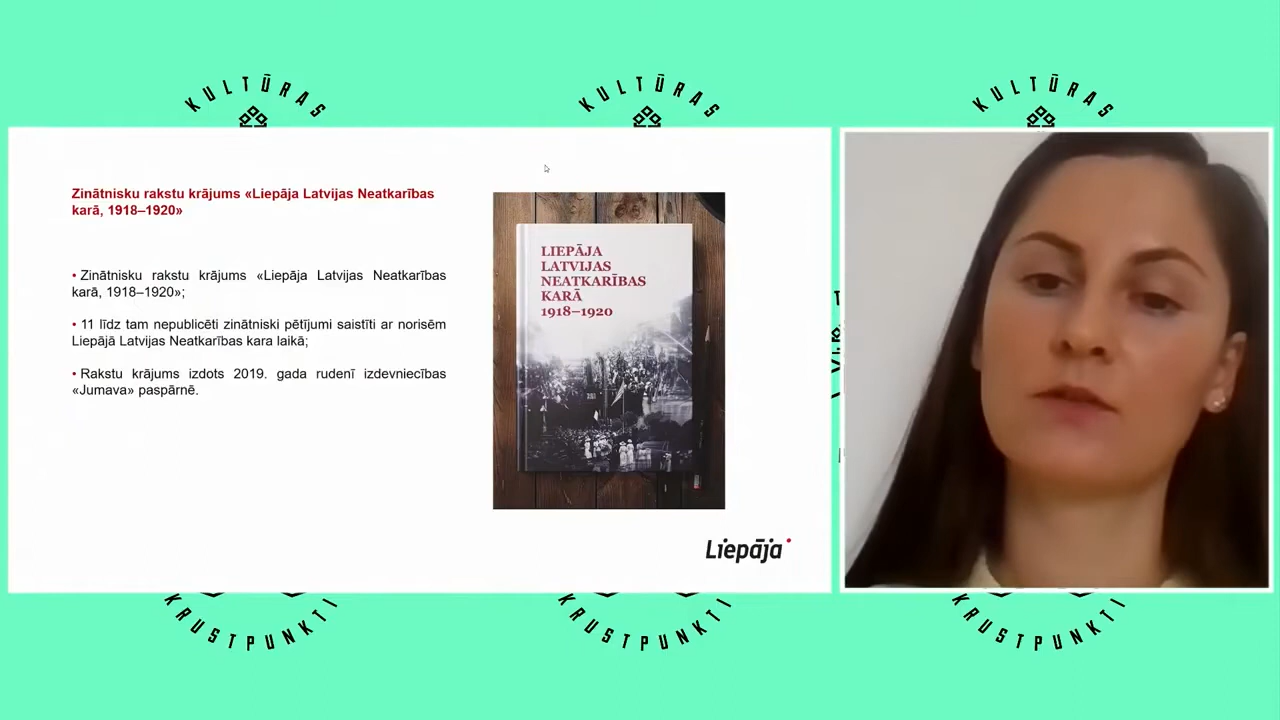 KULTŪRAS
KULTŪRAS
KULTŪRAS
Zinātnisku rakstu krājums «Liepāja Latvijas Neatkarības
karā, 1918–1920»
• Zinātnisku rakstu krājums «Liepāja Latvijas Neatkarības
karā, 1918–1920»;
• 11 līdz tam nepublicēti zinātniski pētījumi saistīti ar norisēm
Liepājā Latvijas Neatkarības kara laikā;
• Rakstu krājums izdots 2019. gada rudenī izdevniecības
«Jumava» paspārnē.
LIEPĀJA
LATVIJAS
NEATKARĪBAS
KARĀ
1918–1920
Liepāja
KRUSTPUNKTI
KRUSTPUNKTI
KRUSTPUNKTI